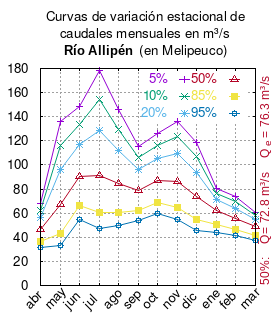 Curvas de variación estacional de
caudales mensuales en m³/s
Río Allipén (en Melipeuco)
180
160
140
120
100
80
60
40
20
0
5% 50%
10% 85%
20% 95%
abr may jun jul ago sep oct nov dic ene feb mar
50%: Q= 72.8 m³/s Qe = 76.3 m³/s